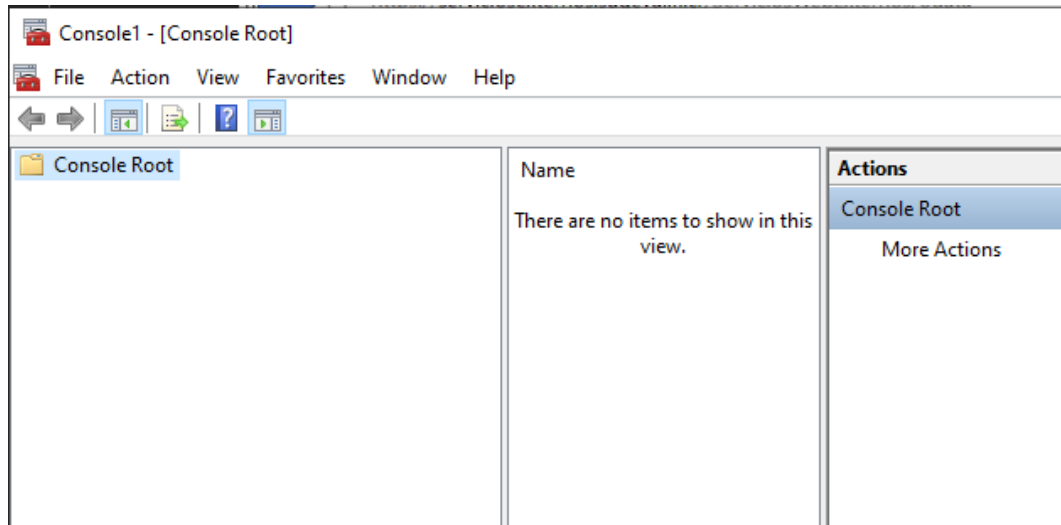 Console1 - [Console Root]
File Action View Favorites Window Help
?
Console Root
Name
There are no items to show in this
view.
Actions
Console Root
More Actions